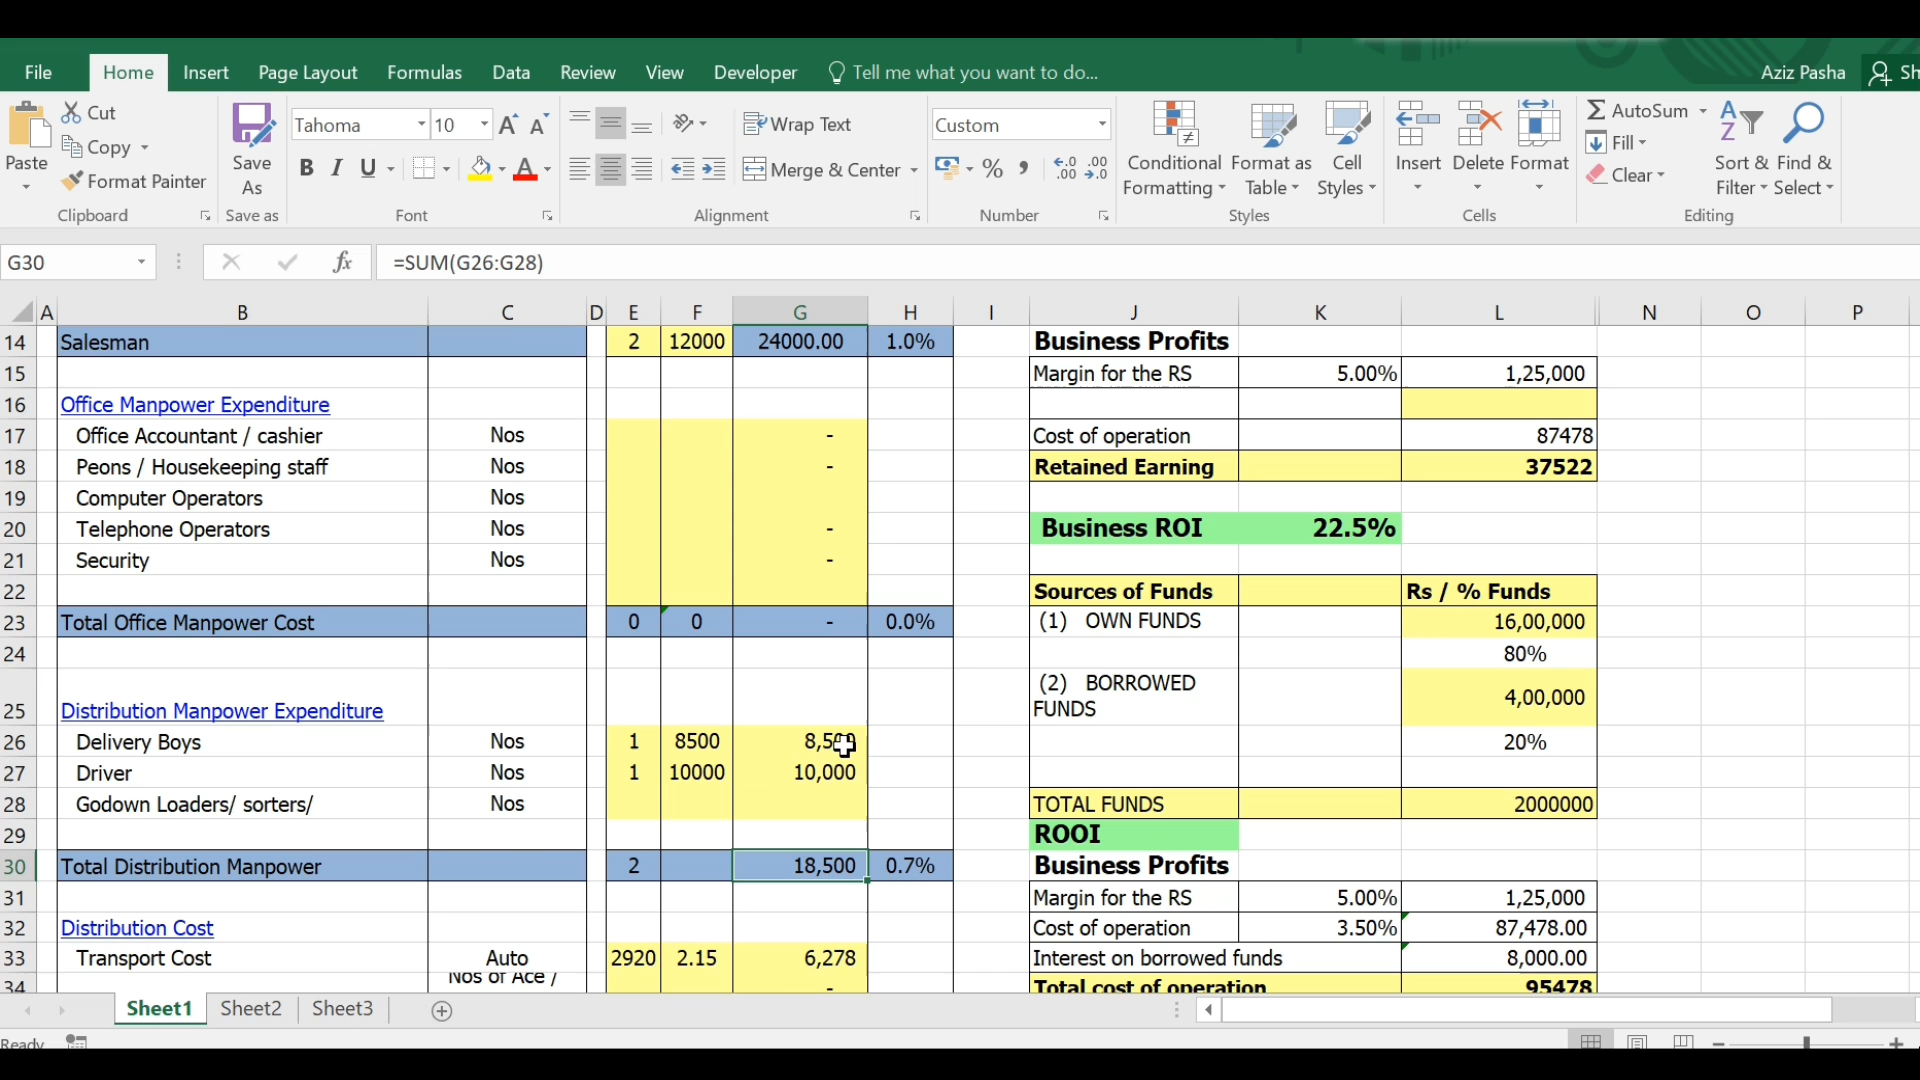 File Home Insert Page Layout Formulas Data Review View Developer Tell me what you want to do... Aziz Pasha
Paste Cut Copy Format Painter Clipboard
Save As Save as
Tahoma 10 A A B I U A Font
Wrap Text Merge & Center Alignment
Custom % , Number
Conditional Formatting Format as Table Cell Styles Styles
Insert Delete Format Cells
AutoSum Fill Clear Sort & Filter Find & Select Editing
G30 fx =SUM(G26:G28)
A B C D E F G H I J K L N O P
14 Salesman 2 12000 24000.00 1.0% Business Profits
15 Margin for the RS 5.00% 1,25,000
16 Office Manpower Expenditure
17 Office Accountant / cashier Nos - Cost of operation 87478
18 Peons / Housekeeping staff Nos - Retained Earning 37522
19 Computer Operators Nos
20 Telephone Operators Nos - Business ROI 22.5%
21 Security Nos -
22 Sources of Funds Rs / % Funds
23 Total Office Manpower Cost 0 0 - 0.0% (1) OWN FUNDS 16,00,000
24 80%
25 Distribution Manpower Expenditure (2) BORROWED FUNDS 4,00,000
26 Delivery Boys Nos 1 8500 20%
27 Driver Nos 1 10000 10,000
28 Godown Loaders/ sorters/ Nos TOTAL FUNDS 2000000
29 ROOI
30 Total Distribution Manpower 2 18,500 0.7% Business Profits
31 Margin for the RS 5.00% 1,25,000
32 Distribution Cost Cost of operation 3.50% 87,478.00
33 Transport Cost Auto 2920 2.15 6,278 Interest on borrowed funds 8,000.00
34 Nos of Ace / - Total cost of operation 95478
Sheet1 Sheet2 Sheet3
Ready